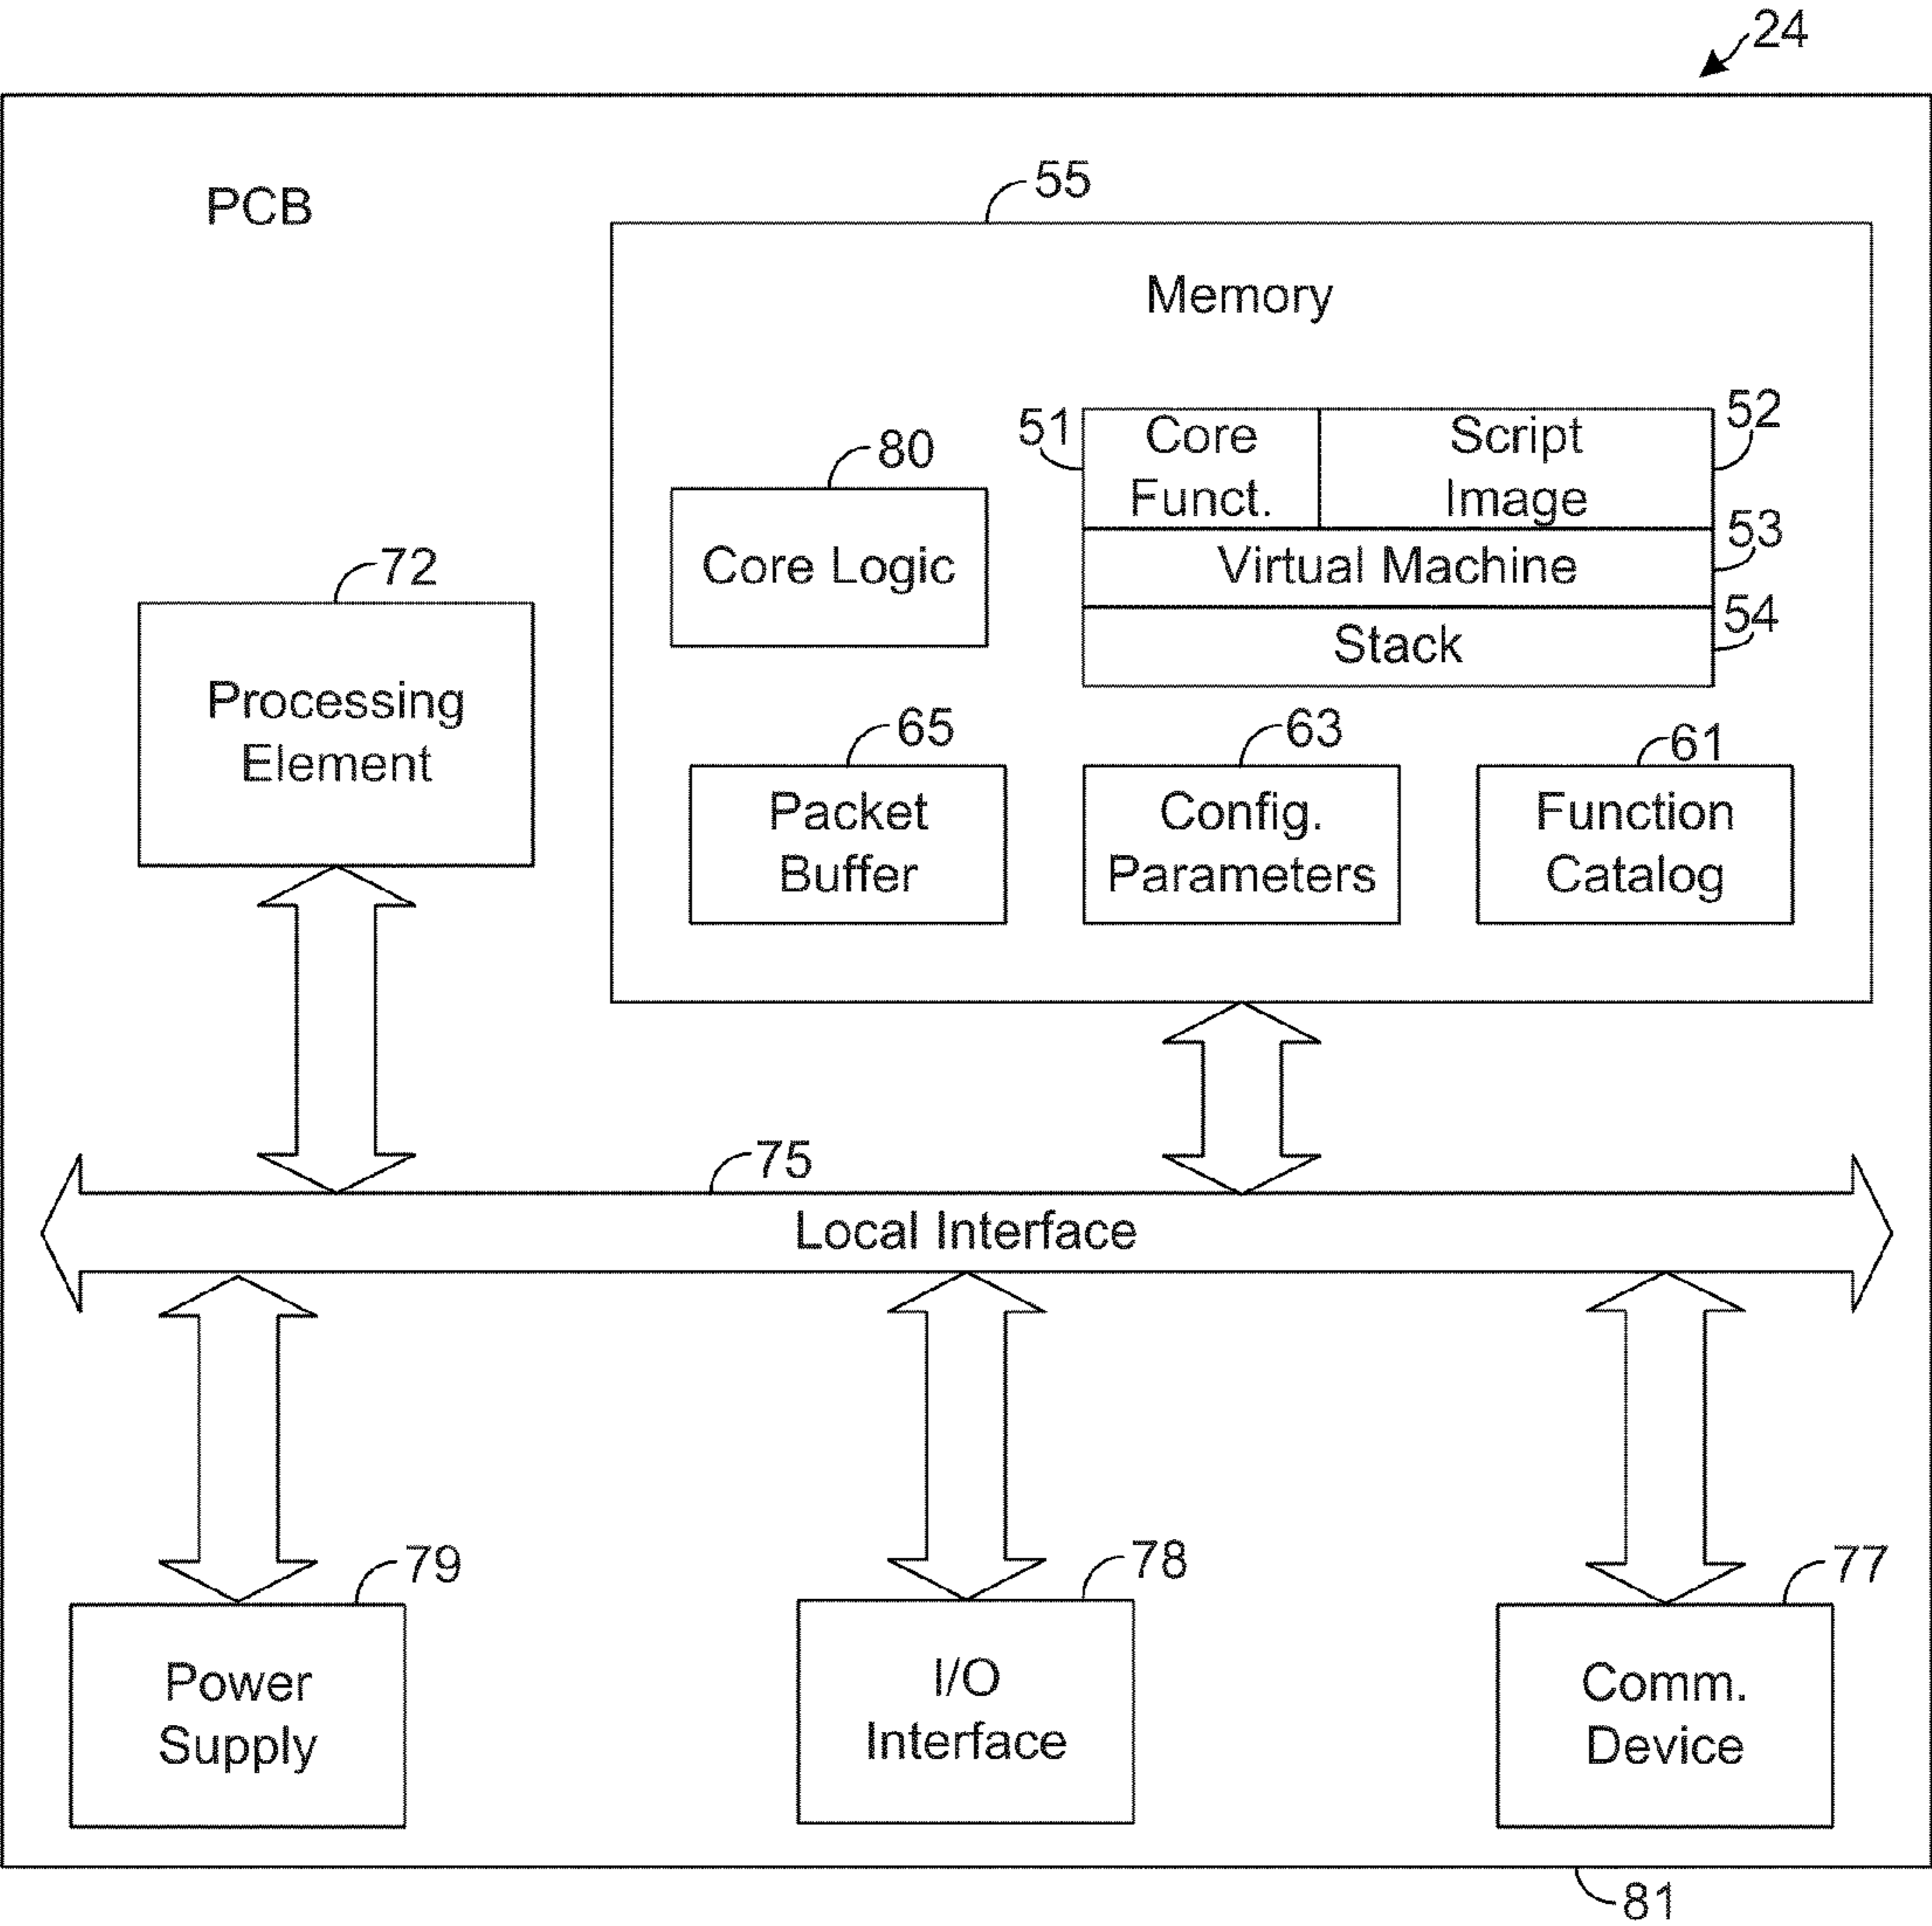 24
PCB
55
Memory
51
Core
Funct.
Script
Image
52
80
Core Logic
Virtual Machine
53
Stack
54
72
Processing
Element
65
Packet
Buffer
63
Config.
Parameters
61
Function
Catalog
75
Local Interface
79
Power
Supply
78
I/O
Interface
77
Comm.
Device
81